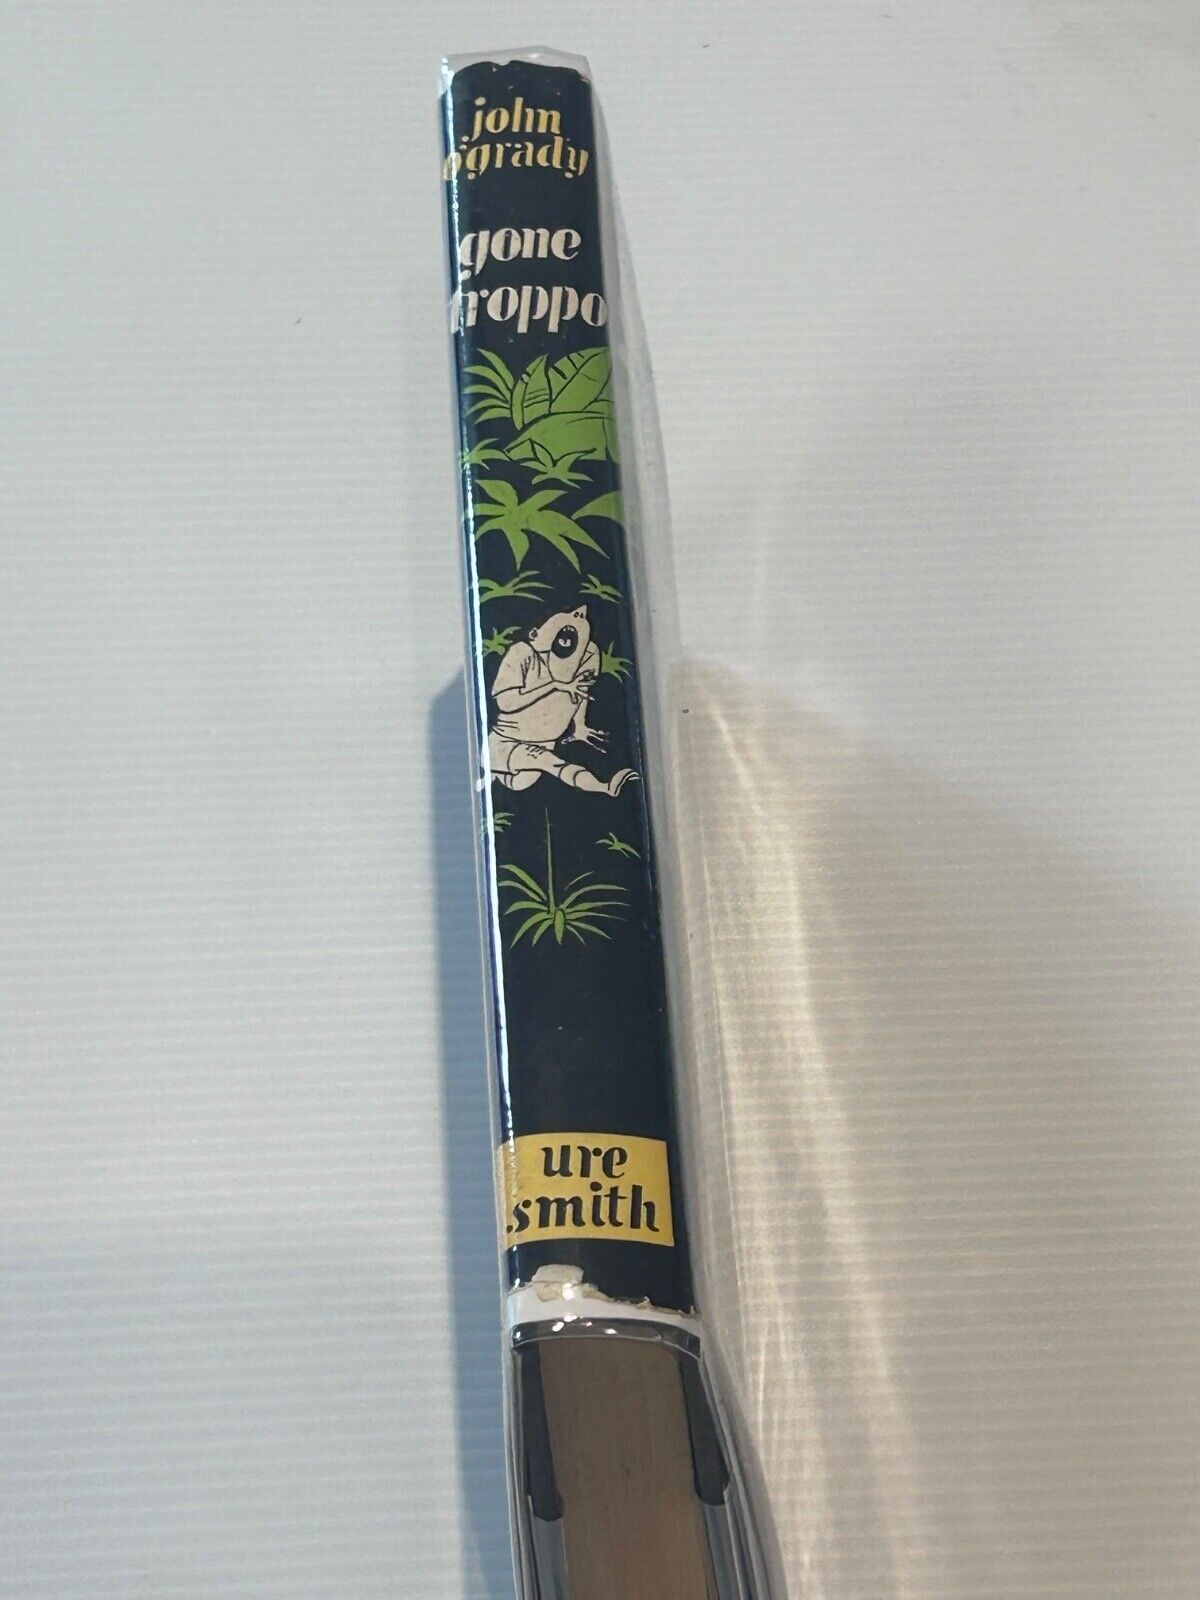 john
o'grady
gone
troppo
ure
smith